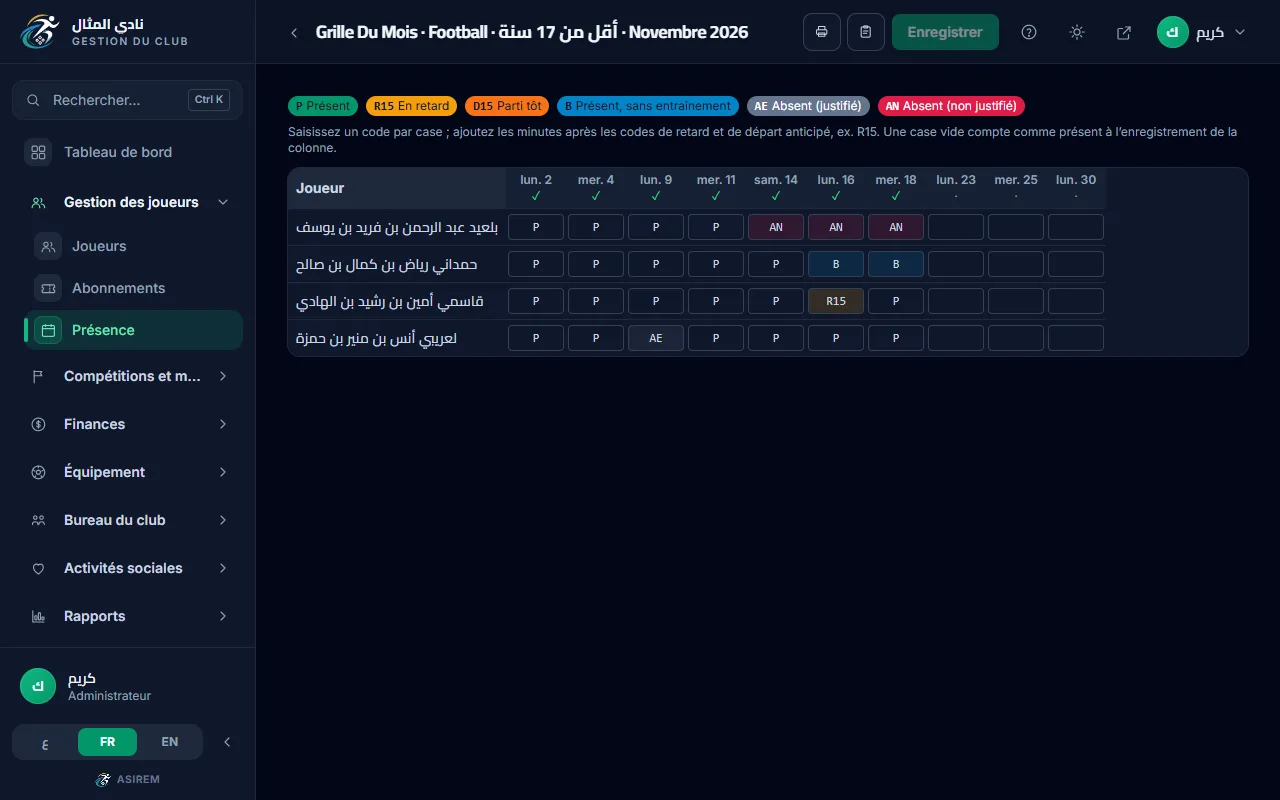 نادي المثال
GESTION DU CLUB
Rechercher... Ctrl K
Tableau de bord
Gestion des joueurs
Joueurs
Abonnements
Présence
Compétitions et m...
Finances
Équipement
Bureau du club
Activités sociales
Rapports
كريم
Administrateur
ع FR EN
ASIREM
Grille Du Mois · Football · أقل من 17 سنة · Novembre 2026
Enregistrer
ك كريم
P Présent R15 En retard D15 Parti tôt B Présent, sans entraînement AE Absent (justifié) AN Absent (non justifié)
Saisissez un code par case ; ajoutez les minutes après les codes de retard et de départ anticipé, ex. R15. Une case vide compte comme présent à l’enregistrement de la
colonne.
Joueur lun. 2 mer. 4 lun. 9 mer. 11 sam. 14 lun. 16 mer. 18 lun. 23 mer. 25 lun. 30
✓ ✓ ✓ ✓ ✓ ✓ ✓ · · ·
بلعيد عبد الرحمن بن فريد بن يوسف P P P P AN AN AN
حمداني رياض بن كمال بن صالح P P P P P B B
قاسمي أمين بن رشيد بن الهادي P P P P P R15 P
لعريبي أنس بن منير بن حمزة P P AE P P P P